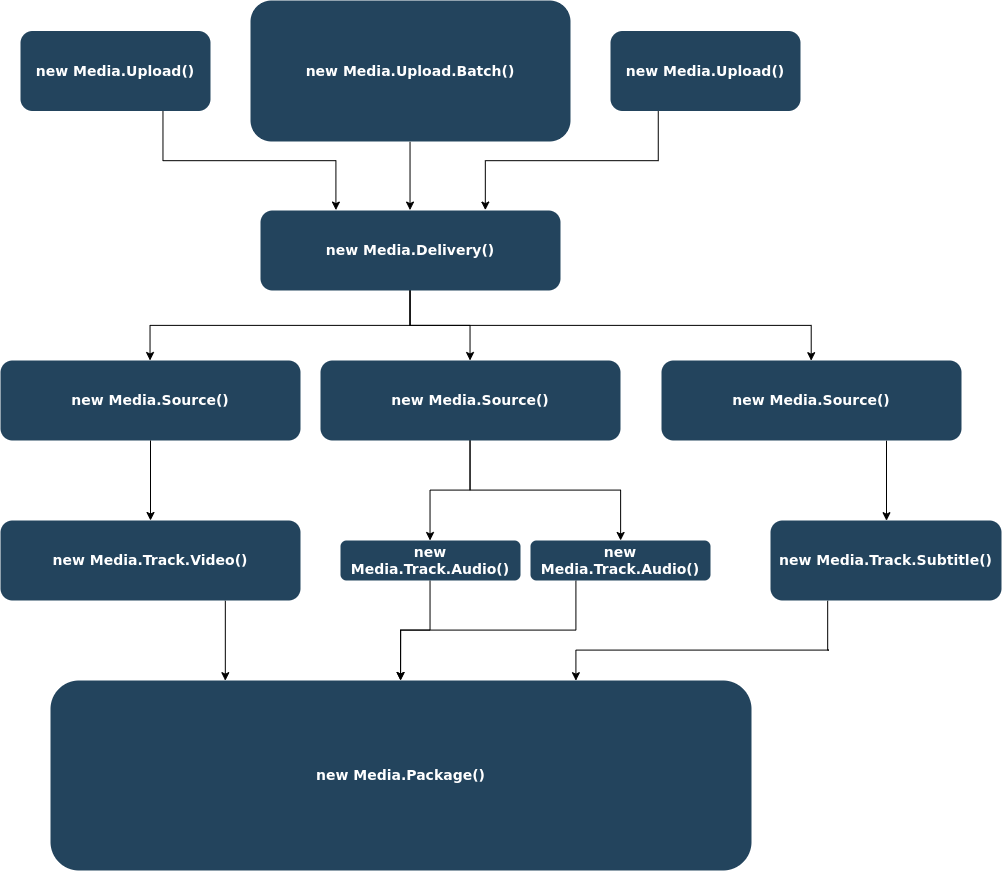 new Media.Upload()
new Media.Upload.Batch()
new Media.Upload()
new Media.Delivery()
new Media.Source()
new Media.Source()
new Media.Source()
new Media.Track.Video()
new
Media.Track.Audio()
new
Media.Track.Audio()
new Media.Track.Subtitle()
new Media.Package()